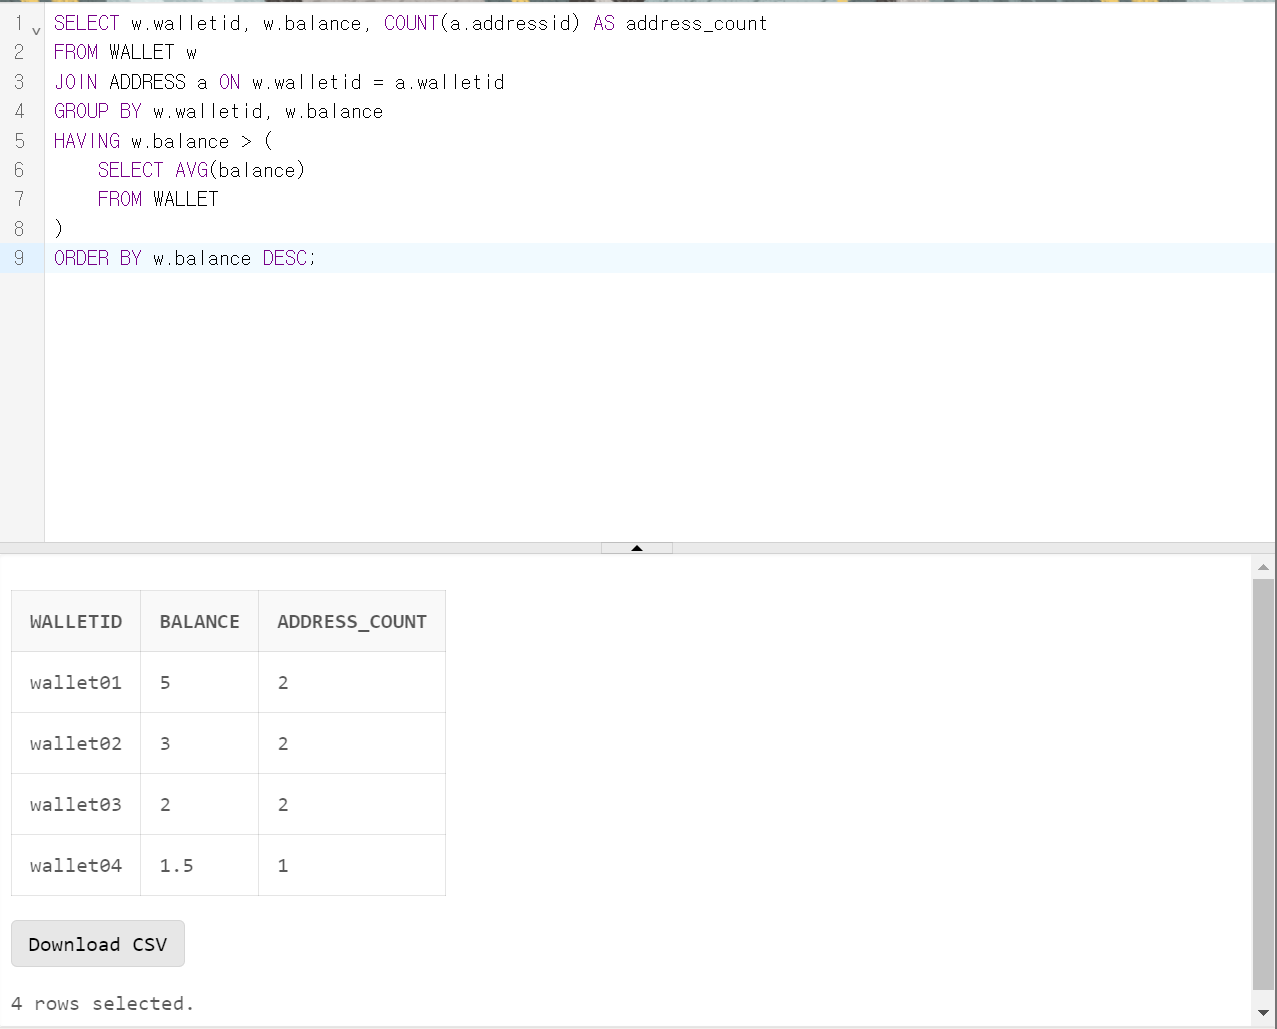 1 SELECT w.walletid, w.balance, COUNT(a.addressid) AS address_count
2 FROM WALLET w
3 JOIN ADDRESS a ON w.walletid = a.walletid
4 GROUP BY w.walletid, w.balance
5 HAVING w.balance > (
6 SELECT AVG(balance)
7 FROM WALLET
8 )
9 ORDER BY w.balance DESC;
WALLETID BALANCE ADDRESS_COUNT
wallet01 5 2
wallet02 3 2
wallet03 2 2
wallet04 1.5 1
Download CSV
4 rows selected.